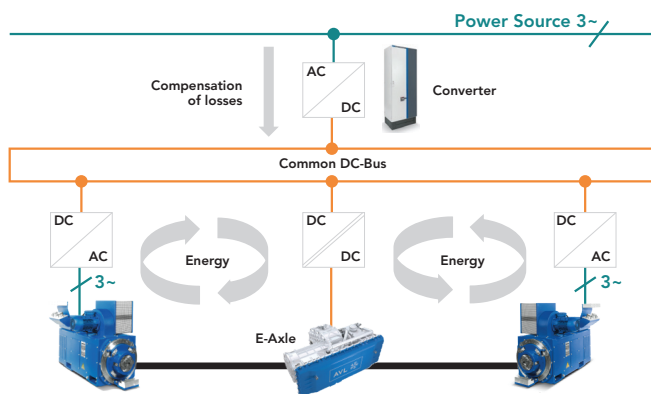 Power Source 3~
AC
DC
Compensation
of losses
Converter
Common DC-Bus
DC
AC
Energy
DC
DC
Energy
DC
AC
3~
3~
E-Axle
AVL